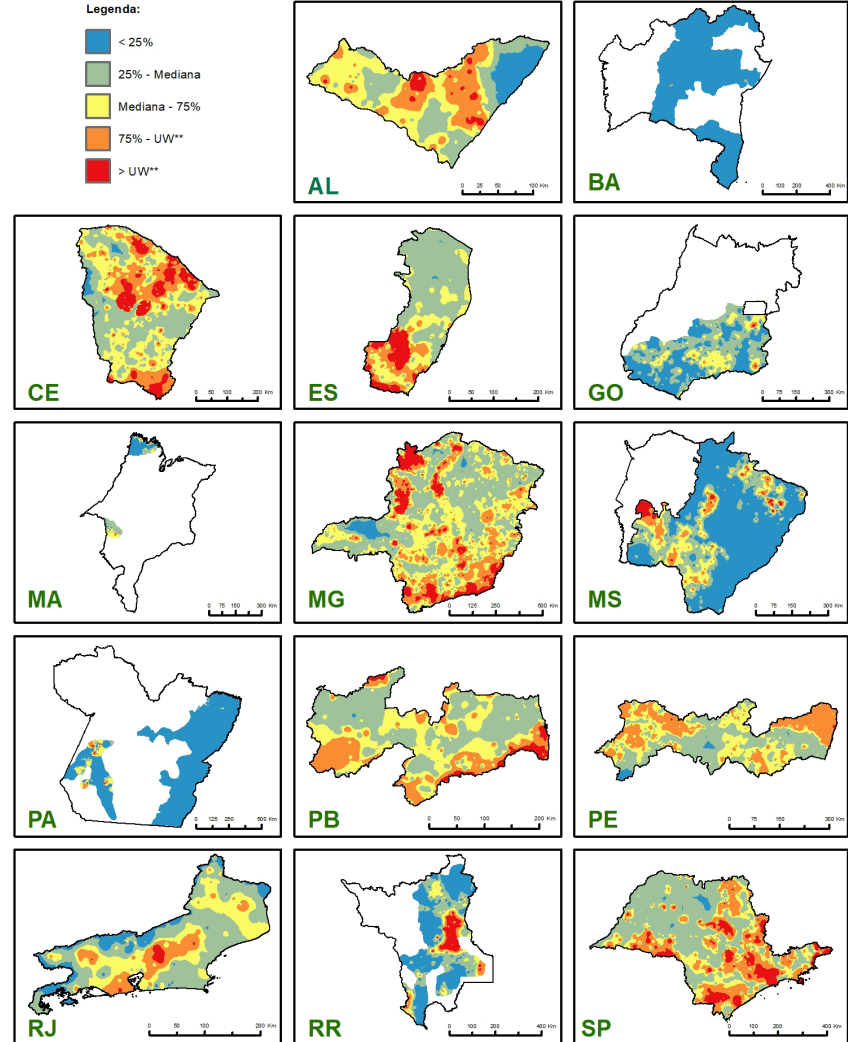 Legenda:
< 25%
25% - Mediana
Mediana - 75%
75% - UW**
> UW**
AL
0 25 50 100 Km
BA
0 100 200 400 Km
CE
0 50 100 200 Km
ES
0 50 100 200 Km
GO
0 75 150 300 Km
MA
0 75 150 300 Km
MG
0 125 250 500 Km
MS
0 75 150 300 Km
PA
0 125 250 500 Km
PB
0 50 100 200 Km
PE
0 75 150 300 Km
RJ
0 50 100 200 Km
RR
0 100 200 400 Km
SP
0 100 200 400 Km